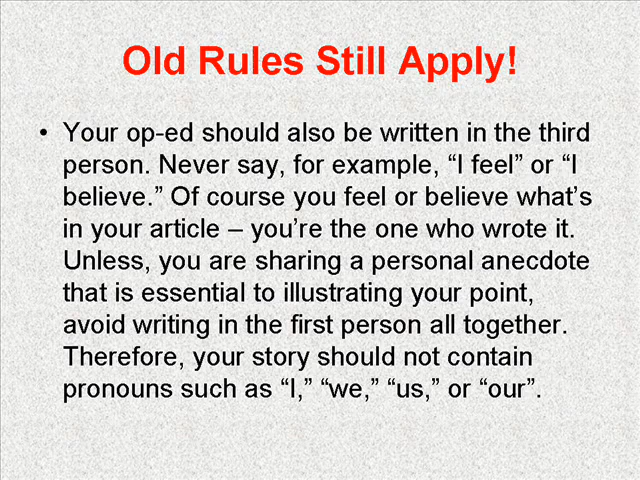 Old Rules Still Apply!
• Your op-ed should also be written in the third
person. Never say, for example, “I feel” or “I
believe.” Of course you feel or believe what’s
in your article – you’re the one who wrote it.
Unless, you are sharing a personal anecdote
that is essential to illustrating your point,
avoid writing in the first person all together.
Therefore, your story should not contain
pronouns such as “I,” “we,” “us,” or “our”.